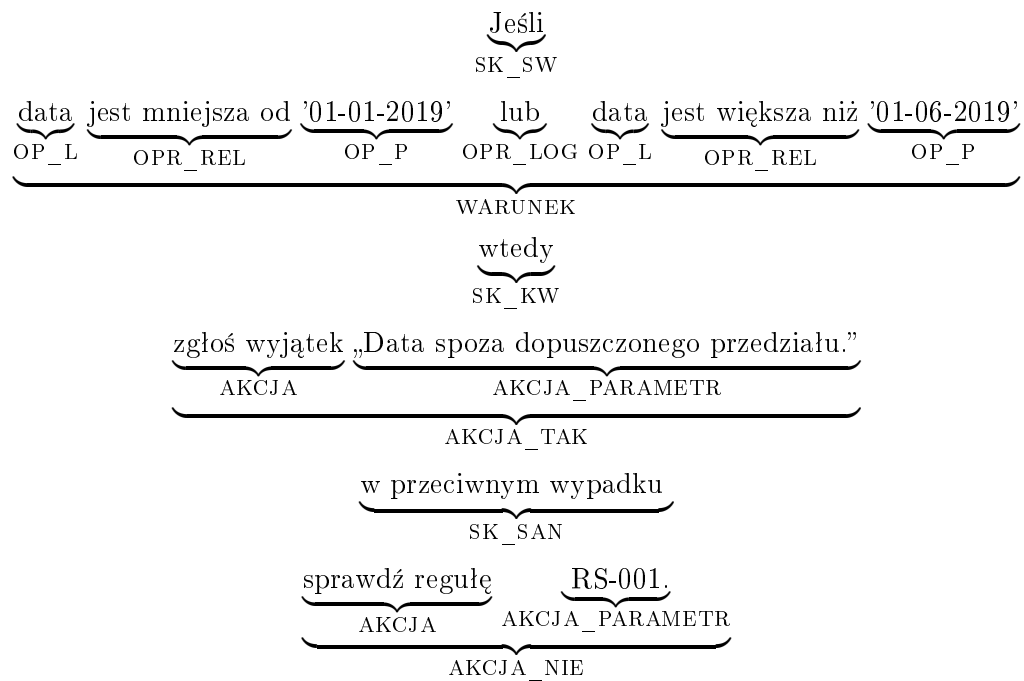 Jeśli
SK_SW
data jest mniejsza od '01-01-2019' lub data jest większa niż '01-06-2019'
OP_L OPR_REL OP_P OPR_LOG OP_L OPR_REL OP_P
WARUNEK
wtedy
SK_KW
zgłoś wyjątek „Data spoza dopuszczonego przedziału.”
AKCJA AKCJA_PARAMETR
AKCJA_TAK
w przeciwnym wypadku
SK_SAN
sprawdź regułę RS-001.
AKCJA AKCJA_PARAMETR
AKCJA_NIE